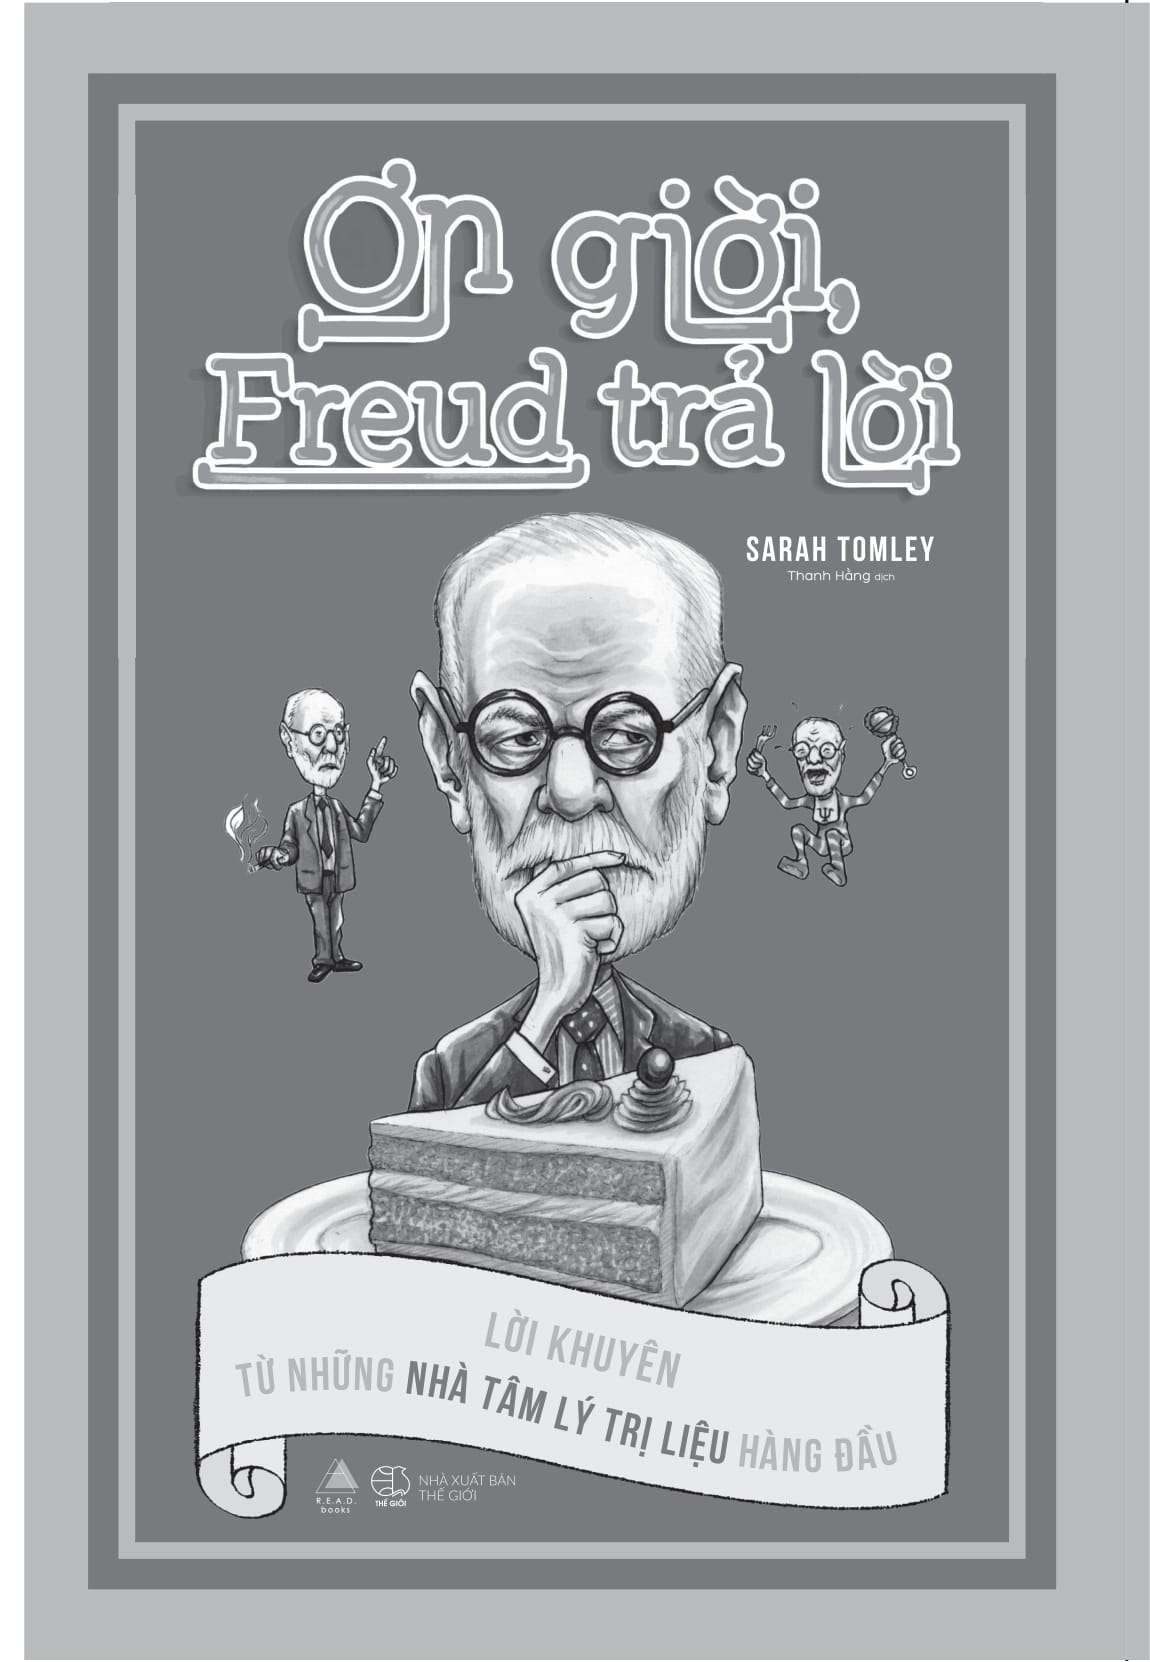 Ơn giời,
Freud trả lời
SARAH TOMLEY
Thanh Hằng dịch
Ψ
LỜI KHUYÊN
TỪ NHỮNG NHÀ TÂM LÝ TRỊ LIỆU HÀNG ĐẦU
R.E.A.D.
books
THẾ GIỚI
NHÀ XUẤT BẢN
THẾ GIỚI